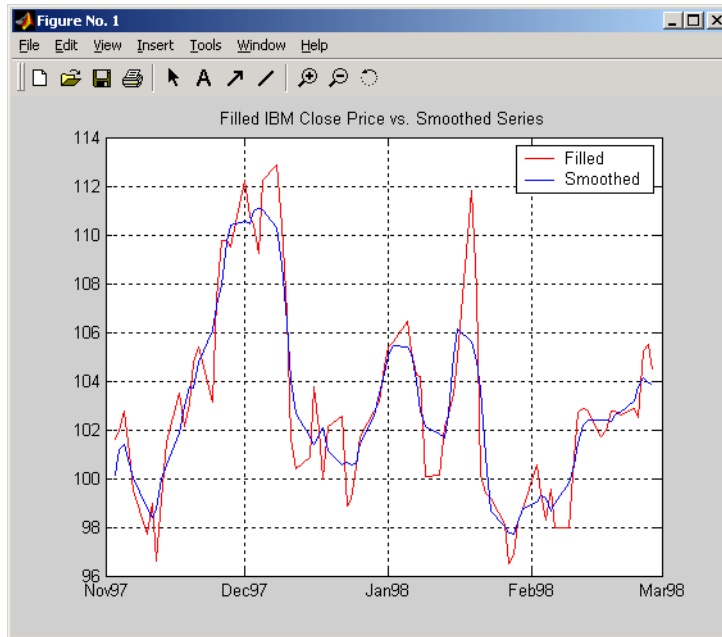 Figure No. 1
File Edit View Insert Tools Window Help
A
Filled IBM Close Price vs. Smoothed Series
Filled
Smoothed
114
112
110
108
106
104
102
100
98
96
Nov97 Dec97 Jan98 Feb98 Mar98